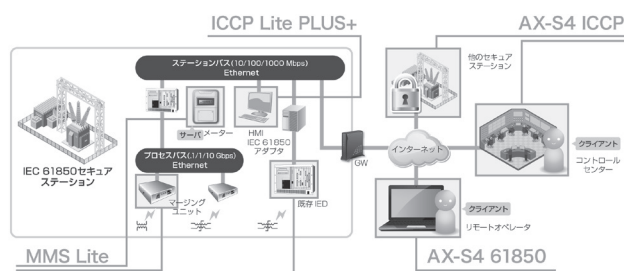 ICCP Lite PLUS+
AX-S4 ICCP
ステーションバス(10/100/1000 Mbps)
Ethernet
他のセキュア
ステーション
サーバ
メーター
HMI
IEC 61850
アダプタ
プロセスバス(.1/1/10 Gbps)
Ethernet
GW
インターネット
クライアント
コントロール
センター
IEC 61850セキュア
ステーション
マージング
ユニット
既存 IED
クライアント
リモートオペレータ
MMS Lite
AX-S4 61850